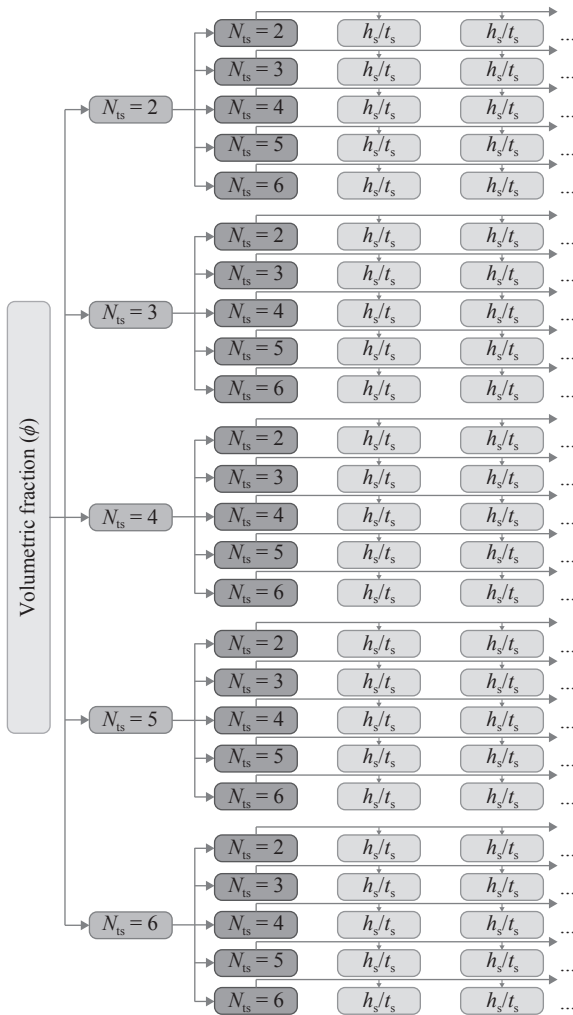 N_ts = 2 h_s/t_s h_s/t_s ...
N_ts = 3 h_s/t_s h_s/t_s ...
N_ts = 2 N_ts = 4 h_s/t_s h_s/t_s ...
N_ts = 5 h_s/t_s h_s/t_s ...
N_ts = 6 h_s/t_s h_s/t_s ...
N_ts = 2 h_s/t_s h_s/t_s ...
N_ts = 3 h_s/t_s h_s/t_s ...
N_ts = 3 N_ts = 4 h_s/t_s h_s/t_s ...
N_ts = 5 h_s/t_s h_s/t_s ...
N_ts = 6 h_s/t_s h_s/t_s ...
Volumetric fraction (ϕ)
N_ts = 2 h_s/t_s h_s/t_s ...
N_ts = 3 h_s/t_s h_s/t_s ...
N_ts = 4 N_ts = 4 h_s/t_s h_s/t_s ...
N_ts = 5 h_s/t_s h_s/t_s ...
N_ts = 6 h_s/t_s h_s/t_s ...
N_ts = 2 h_s/t_s h_s/t_s ...
N_ts = 3 h_s/t_s h_s/t_s ...
N_ts = 5 N_ts = 4 h_s/t_s h_s/t_s ...
N_ts = 5 h_s/t_s h_s/t_s ...
N_ts = 6 h_s/t_s h_s/t_s ...
N_ts = 2 h_s/t_s h_s/t_s ...
N_ts = 3 h_s/t_s h_s/t_s ...
N_ts = 6 N_ts = 4 h_s/t_s h_s/t_s ...
N_ts = 5 h_s/t_s h_s/t_s ...
N_ts = 6 h_s/t_s h_s/t_s ...